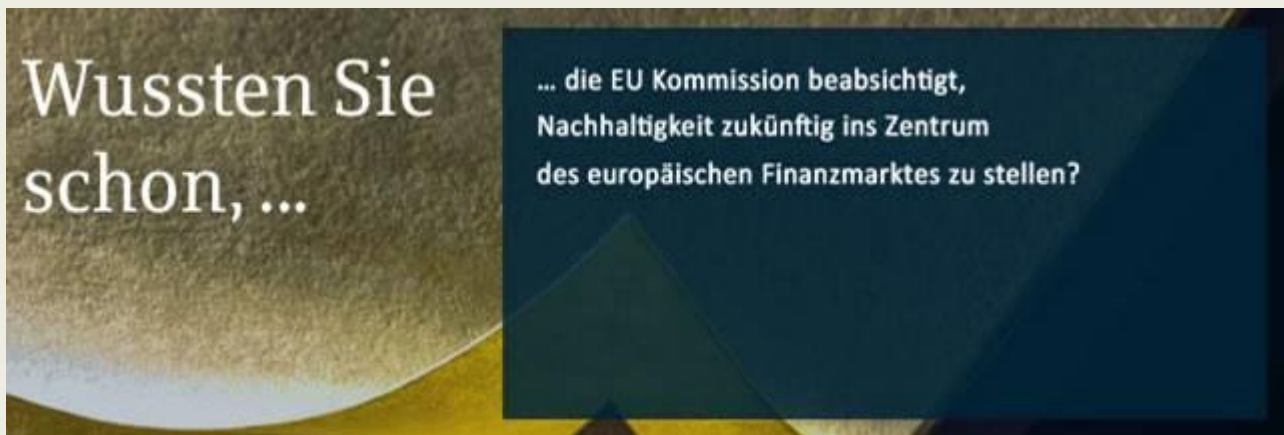 Wussten Sie
schon, ...
... die EU Kommission beabsichtigt,
Nachhaltigkeit zukünftig ins Zentrum
des europäischen Finanzmarktes zu stellen?